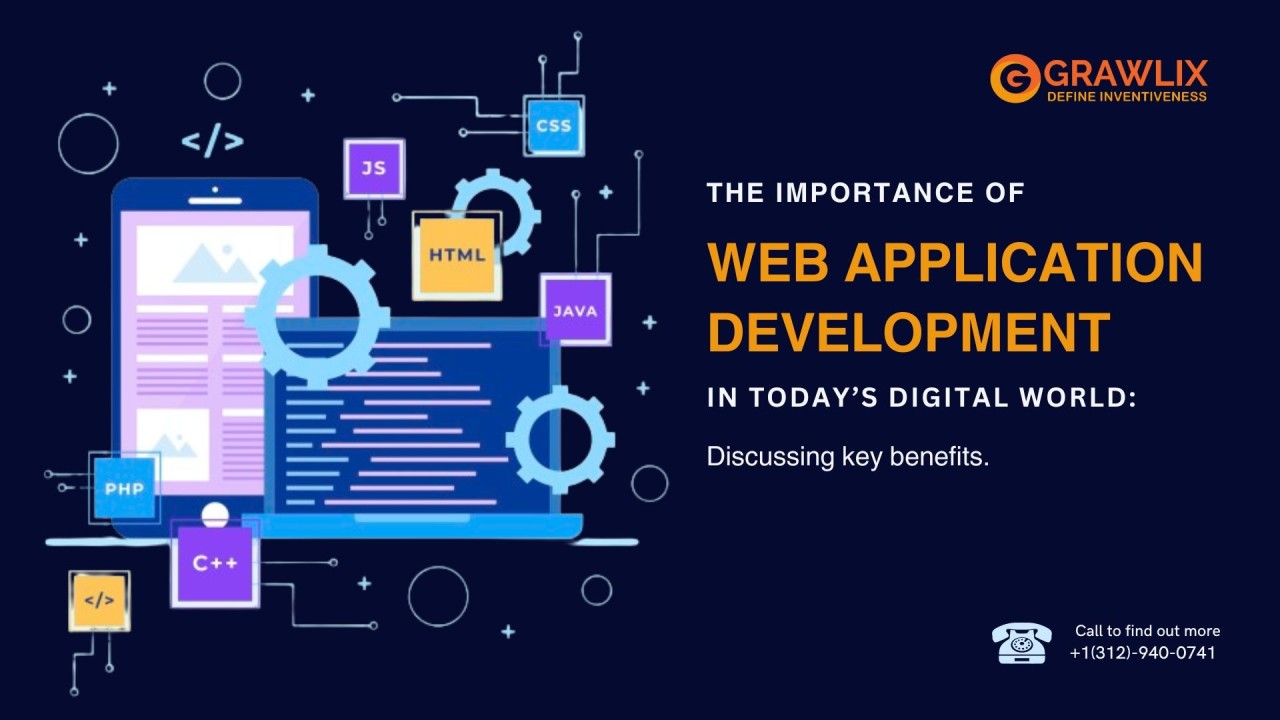 GRAWLIX
DEFINE INVENTIVENESS
THE IMPORTANCE OF
WEB APPLICATION
DEVELOPMENT
IN TODAY’S DIGITAL WORLD:
Discussing key benefits.
Call to find out more
+1(312)-940-0741
</>
CSS
JS
HTML
JAVA
PHP
C++
</>